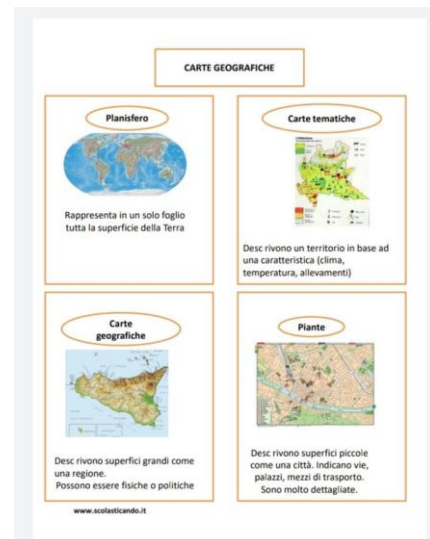 CARTE GEOGRAFICHE
Planisfero
Rappresenta in un solo foglio
tutta la superficie della Terra
Carte tematiche
Desc rivono un territorio in base ad
una caratteristica (clima,
temperatura, allevamenti)
Carte
geografiche
Desc rivono superfici grandi come
una regione.
Possono essere fisiche o politiche
Piante
Desc rivono superfici piccole
come una città. Indicano vie,
palazzi, mezzi di trasporto.
Sono molto dettagliate.
www.scolasticando.it